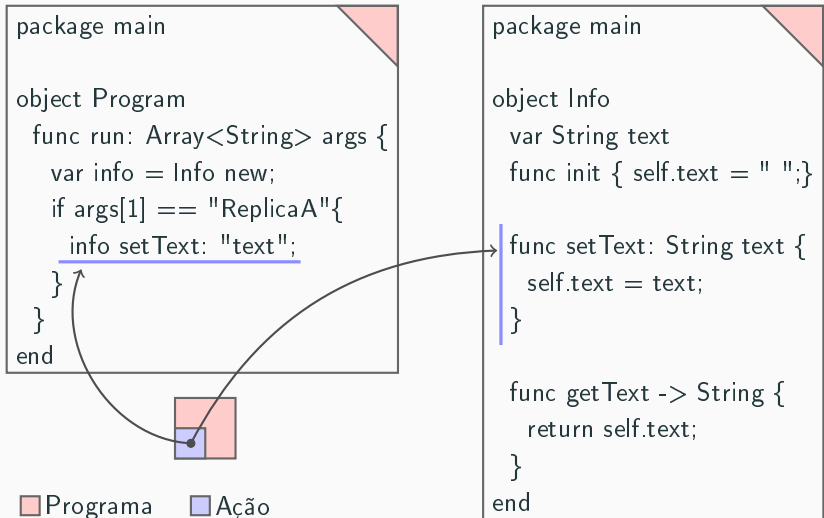 package main
object Program
func run: Array<String> args {
var info = Info new;
if args[1] == "ReplicaA"{
info setText: "text";
}
}
end
package main
object Info
var String text
func init { self.text = " ";}
func setText: String text {
self.text = text;
}
func getText -> String {
return self.text;
}
end
Programa
Ação